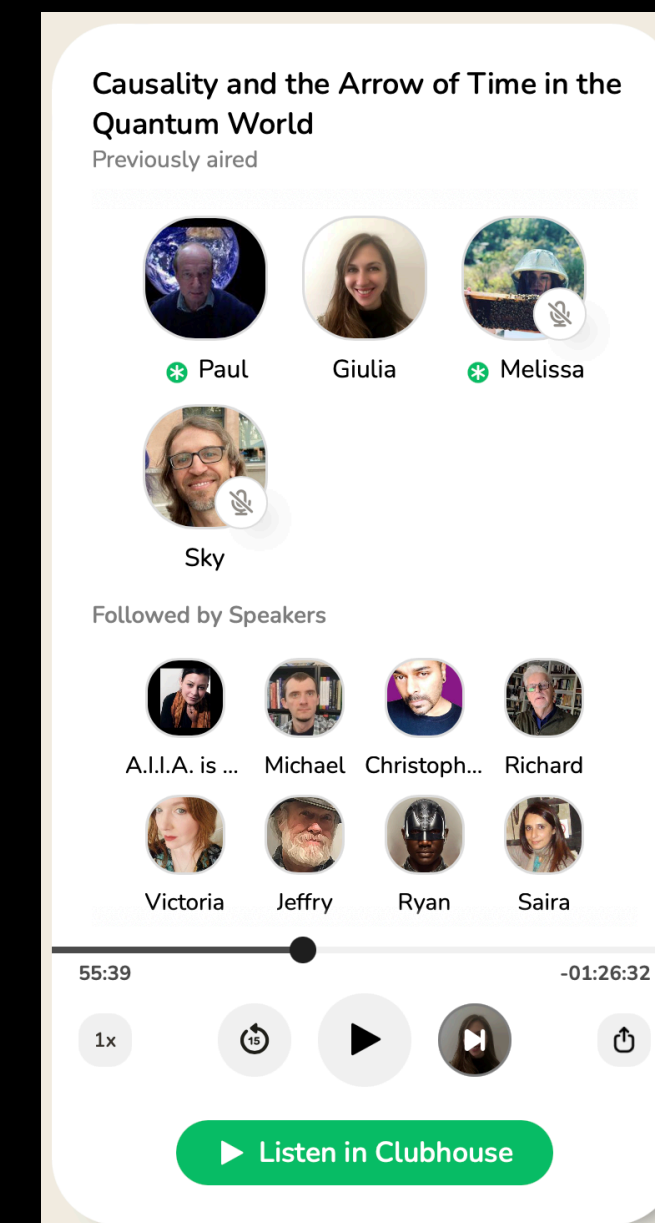 Causality and the Arrow of Time in the
Quantum World
Previously aired
Paul Giulia Melissa
Sky
Followed by Speakers
A.I.I.A. is ... Michael Christoph... Richard
Victoria Jeffry Ryan Saira
55:39 -01:26:32
1x 15
Listen in Clubhouse